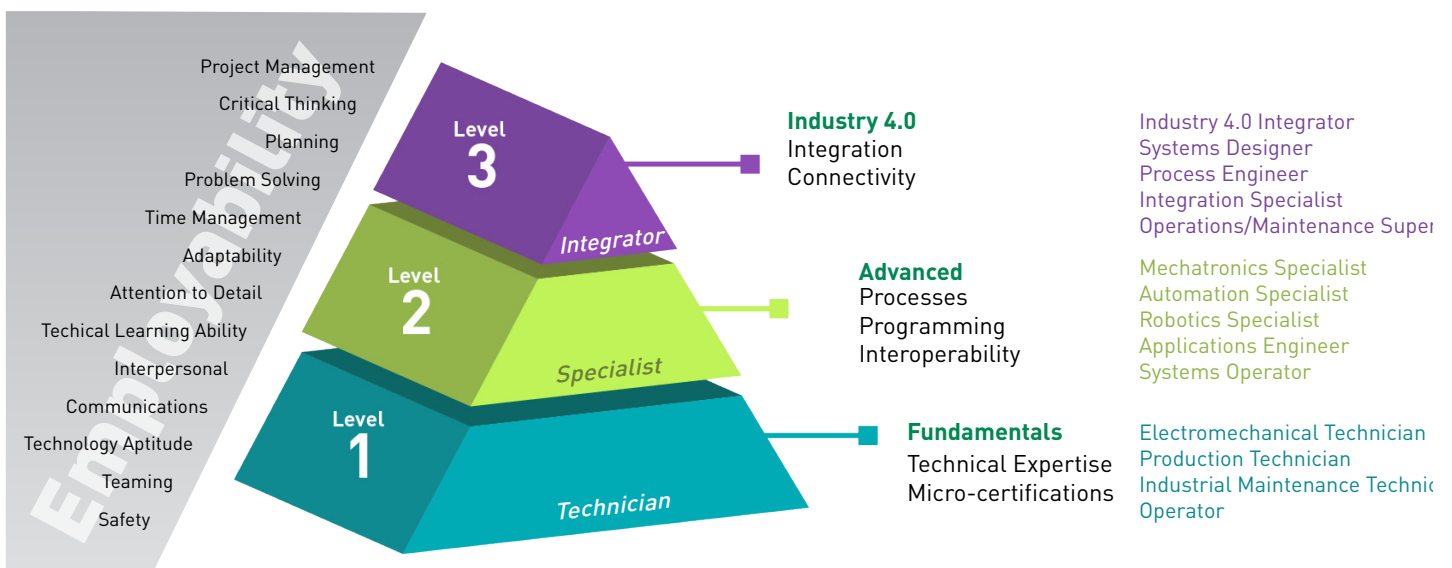 Employability
Project Management
Critical Thinking
Planning
Problem Solving
Time Management
Adaptability
Attention to Detail
Techical Learning Ability
Interpersonal
Communications
Technology Aptitude
Teaming
Safety
Level
3
Integrator
Level
2
Specialist
Level
1
Technician
Industry 4.0
Integration
Connectivity
Advanced
Processes
Programming
Interoperability
Fundamentals
Technical Expertise
Micro-certifications
Industry 4.0 Integrator
Systems Designer
Process Engineer
Integration Specialist
Operations/Maintenance Super
Mechatronics Specialist
Automation Specialist
Robotics Specialist
Applications Engineer
Systems Operator
Electromechanical Technician
Production Technician
Industrial Maintenance Technic
Operator